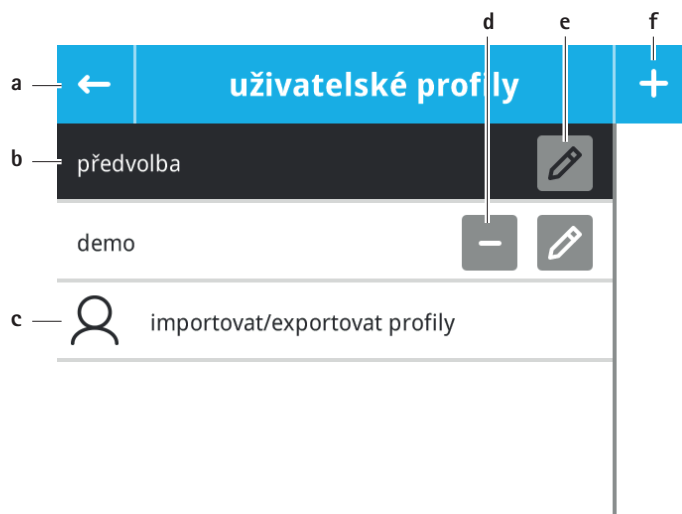 d e f
a
uživatelské profily
b
předvolba
demo
c
importovat/exportovat profily